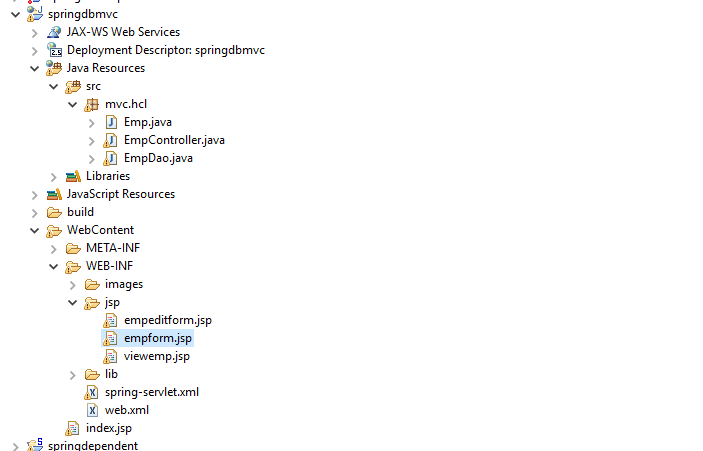 springdbmvc
JAX-WS Web Services
Deployment Descriptor: springdbmvc
Java Resources
src
mvc.hcl
Emp.java
EmpController.java
EmpDao.java
Libraries
JavaScript Resources
build
WebContent
META-INF
WEB-INF
images
jsp
empeditform.jsp
empform.jsp
viewemp.jsp
lib
spring-servlet.xml
web.xml
index.jsp
springdependent